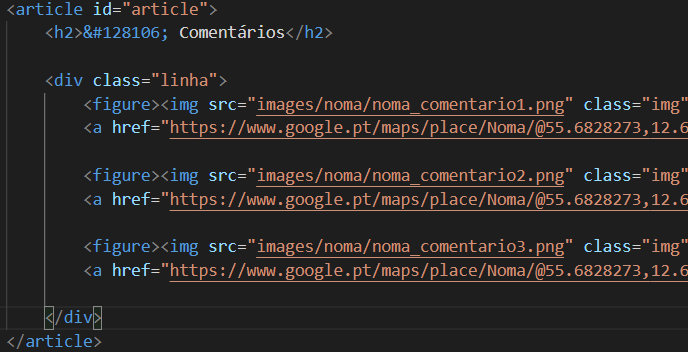 <article id="article">
<h2>&#128106; Comentários</h2>
<div class="linha">
<figure><img src="images/noma/noma_comentario1.png" class="img"
<a href="https://www.google.pt/maps/place/Noma/@55.6828273,12.6
<figure><img src="images/noma/noma_comentario2.png" class="img"
<a href="https://www.google.pt/maps/place/Noma/@55.6828273,12.6
<figure><img src="images/noma/noma_comentario3.png" class="img"
<a href="https://www.google.pt/maps/place/Noma/@55.6828273,12.6
</div>
</article>